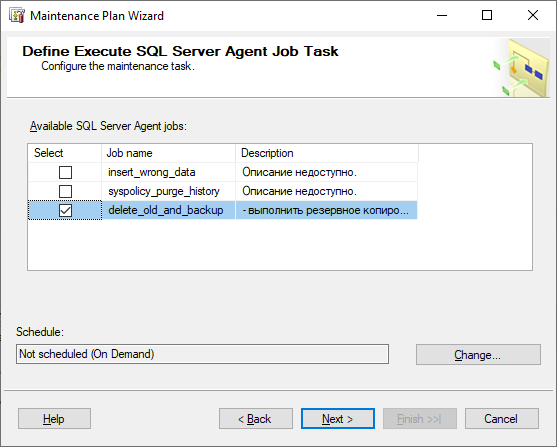 Maintenance Plan Wizard
Define Execute SQL Server Agent Job Task
Configure the maintenance task.
Available SQL Server Agent jobs:
Select Job name Description
insert_wrong_data Описание недоступно.
syspolicy_purge_history Описание недоступно.
delete_old_and_backup - выполнить резервное копиро...
Schedule:
Not scheduled (On Demand) Change...
Help < Back Next > Finish >>| Cancel